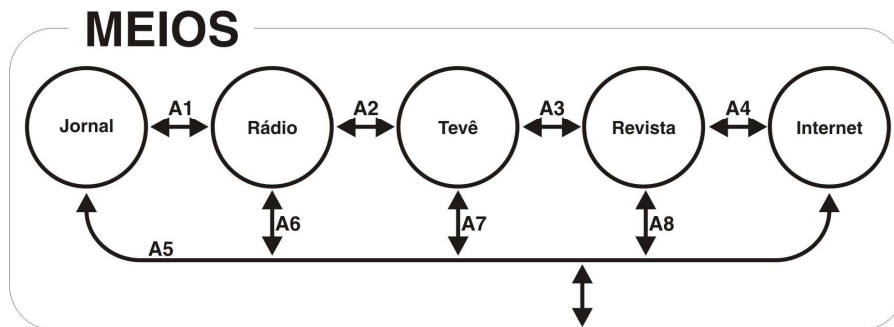 MEIOS
A1 A2 A3 A4
Jornal Rádio Tevê Revista Internet
A6 A7 A8
A5